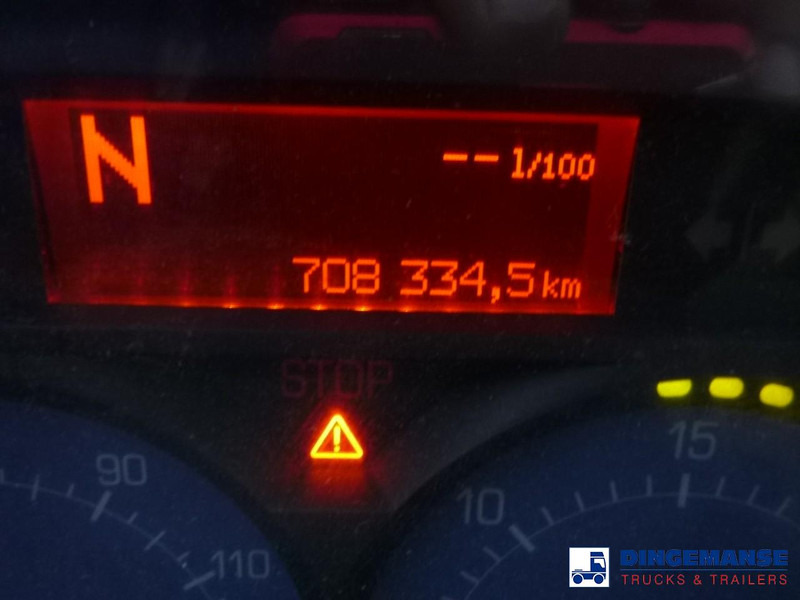 N
-- l/100
708 334,5 km
STOP
90
15
10
110
DINGEMANSE
TRUCKS & TRAILERS